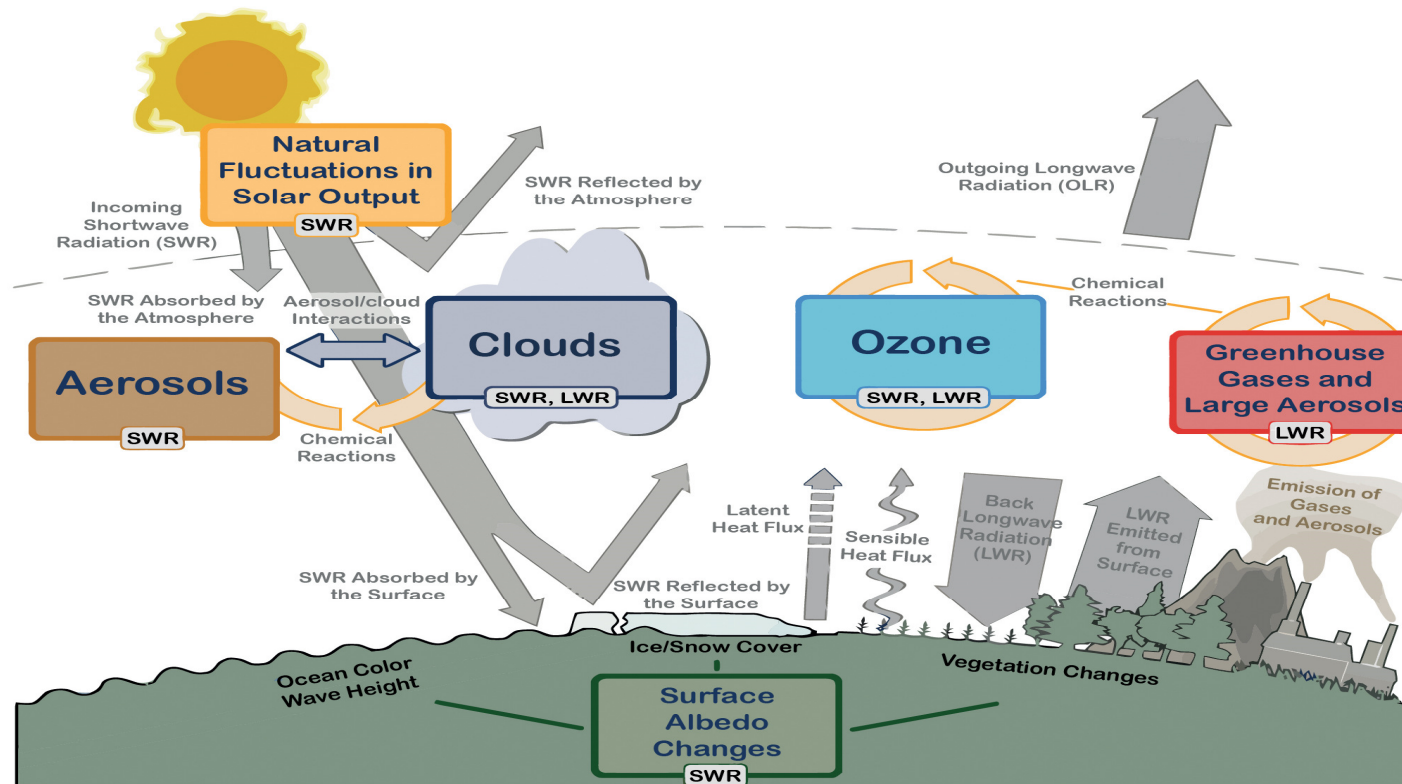 Natural
Fluctuations in
Solar Output
SWR
Incoming
Shortwave
Radiation (SWR)
SWR Reflected by
the Atmosphere
Outgoing Longwave
Radiation (OLR)
SWR Absorbed by
the Atmosphere
Aerosol/cloud
Interactions
Chemical
Reactions
Aerosols
SWR
Clouds
SWR, LWR
Ozone
SWR, LWR
Greenhouse
Gases and
Large Aerosols
LWR
Chemical
Reactions
SWR Absorbed by
the Surface
SWR Reflected by
the Surface
Latent
Heat Flux
Sensible
Heat Flux
Back
Longwave
Radiation
(LWR)
LWR
Emitted
from
Surface
Emission of
Gases
and Aerosols
Ocean Color
Wave Height
Ice/Snow Cover
Vegetation Changes
Surface
Albedo
Changes
SWR